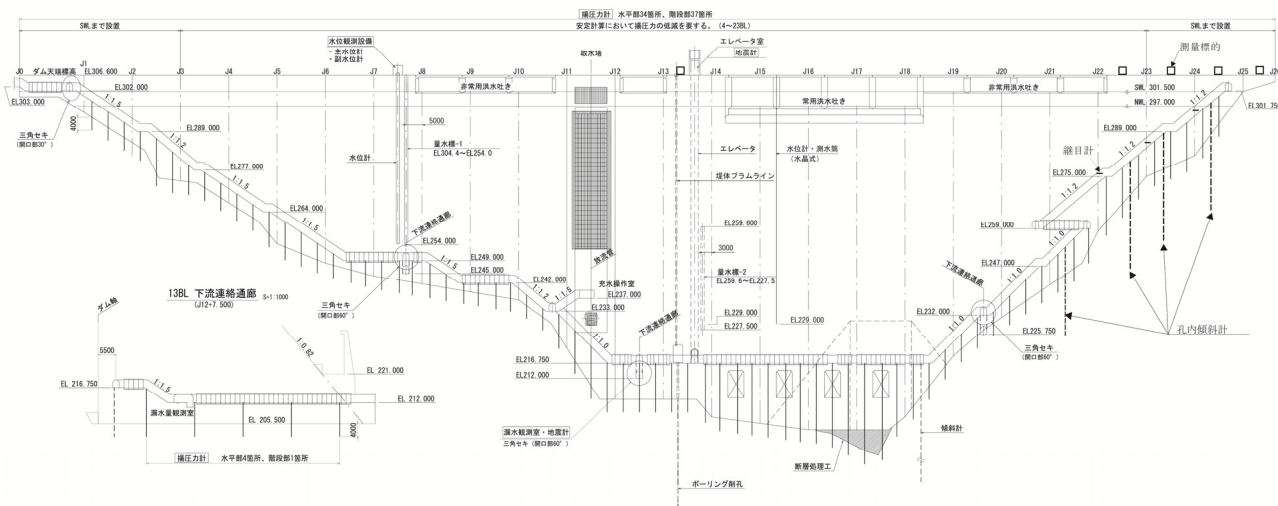 揚圧力計 水平部34箇所、階段部37箇所
SWLまで設置
安定計算において揚圧力の低減を要する。(4～23BL)
SWLまで設置
水位観測設備
・主水位計
・副水位計
取水塔
エレベータ室
地震計
測量標的
J0 J1 J2 J3 J4 J5 J6 J7 J8 J9 J10 J11 J12 J13 J14 J15 J16 J17 J18 J19 J20 J21 J22 J23 J24 J25 J26
ダム天端標高
EL306.600
EL302.000
EL303.000
三角セキ
(開口部30°)
4000
1:1.5
非常用洪水吐き
常用洪水吐き
非常用洪水吐き
SWL 301.500
NWL 297.000
EL301.750
1:1.2
EL289.000
1:1.2
5000
量水標-1
EL304.4～EL254.0
水位計
エレベータ
水位計・測水筒
(水晶式)
堤体プラムライン
EL289.000
1:1.2
継目計
EL277.000
1:1.5
EL275.000
1:1.2
EL264.000
1:1.5
下流連絡通廊
EL254.000
EL259.600
EL259.000
3000
放流管
EL249.000
1:1.5
EL245.000
EL242.000
EL247.000
1:1.0
下流連絡通廊
量水標-2
EL259.6～EL227.5
充水操作室
EL237.000
1:1.2
1:1.5
EL233.000
三角セキ
(開口部60°)
EL232.000
EL229.000
EL227.500
EL229.000
下流連絡通廊
1:1.0
1:1.0
EL225.750
三角セキ
(開口部60°)
孔内傾斜計
EL216.750
EL212.000
漏水観測室・地震計
三角セキ(開口部60°)
断層処理工
傾斜計
ボーリング削孔
13BL 下流連絡通廊 S=1:1000
(J12+7.500)
ダム軸
5500
1:0.82
EL 221.000
EL 216.750
1:1.5
漏水量観測室
EL 212.000
EL 205.500
4000
揚圧力計 水平部4箇所、階段部1箇所